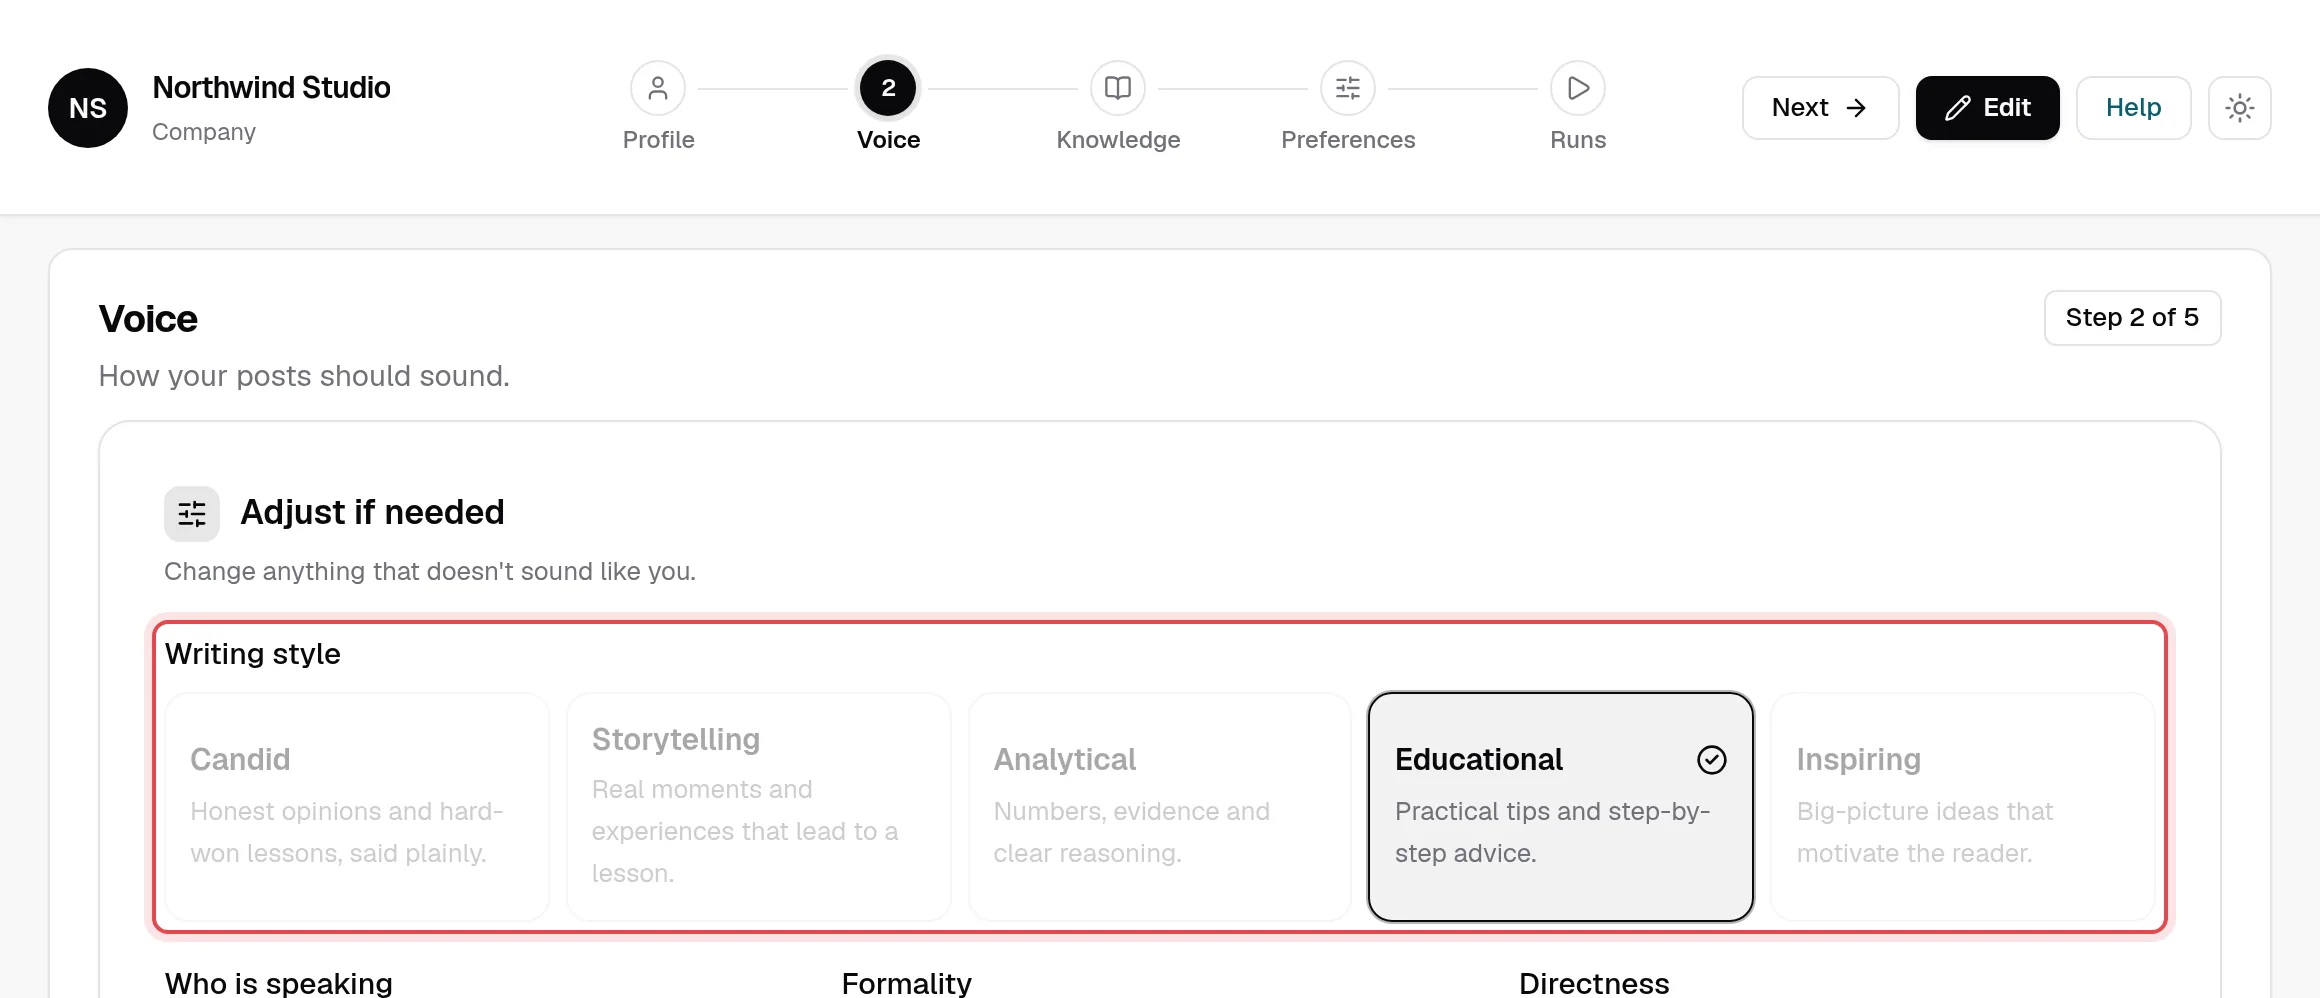 NS
Northwind Studio
Company
Profile
2
Voice
Knowledge
Preferences
Runs
Next
Edit
Help
Voice
How your posts should sound.
Step 2 of 5
Adjust if needed
Change anything that doesn't sound like you.
Writing style
Candid
Honest opinions and hard-
won lessons, said plainly.
Storytelling
Real moments and
experiences that lead to a
lesson.
Analytical
Numbers, evidence and
clear reasoning.
Educational
Practical tips and step-by-
step advice.
Inspiring
Big-picture ideas that
motivate the reader.
Who is speaking
Formality
Directness